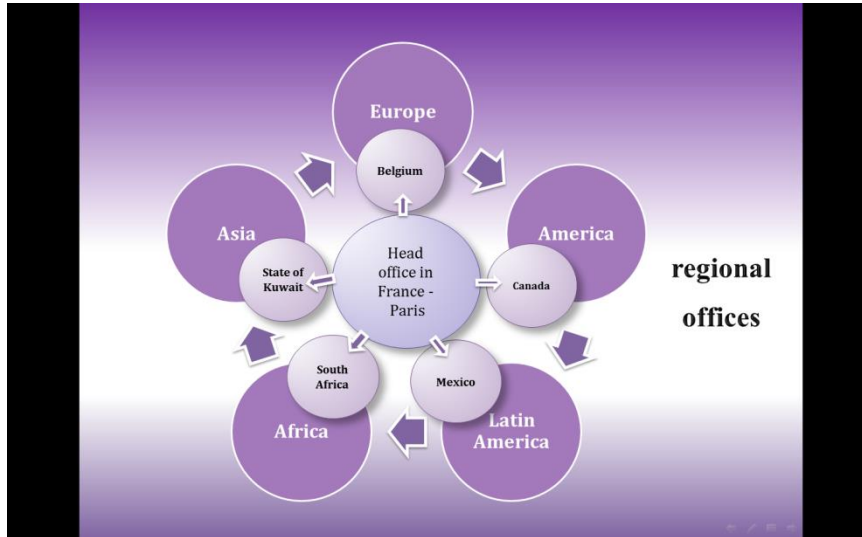 Europe
Belgium
Asia
State of
Kuwait
Head
office in
France -
Paris
America
Canada
regional
offices
South
Africa
Africa
Mexico
Latin
America